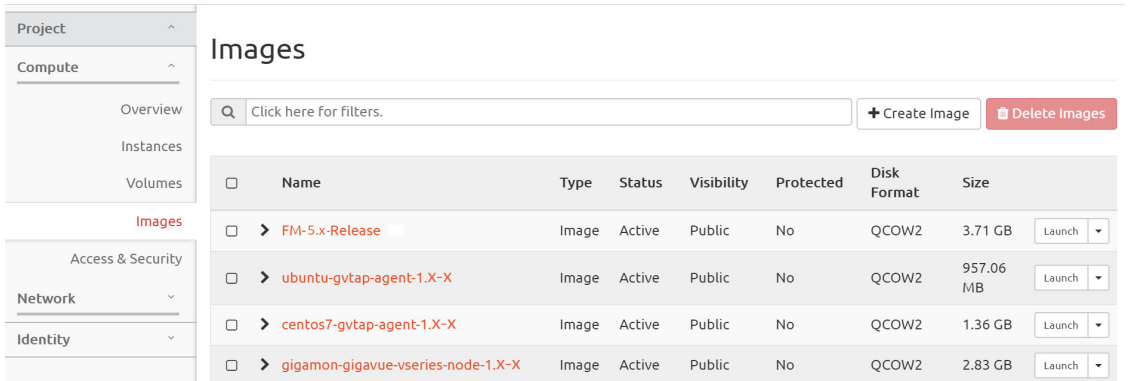 Project
Compute
Overview
Instances
Volumes
Images
Access & Security
Network
Identity
Images
Click here for filters.
Create Image
Delete Images
Name Type Status Visibility Protected Disk Format Size
FM-5.x-Release Image Active Public No QCOW2 3.71 GB Launch
ubuntu-gvtap-agent-1.X-X Image Active Public No QCOW2 957.06 MB Launch
centos7-gvtap-agent-1.X-X Image Active Public No QCOW2 1.36 GB Launch
gigamon-gigavue-vseries-node-1.X-X Image Active Public No QCOW2 2.83 GB Launch